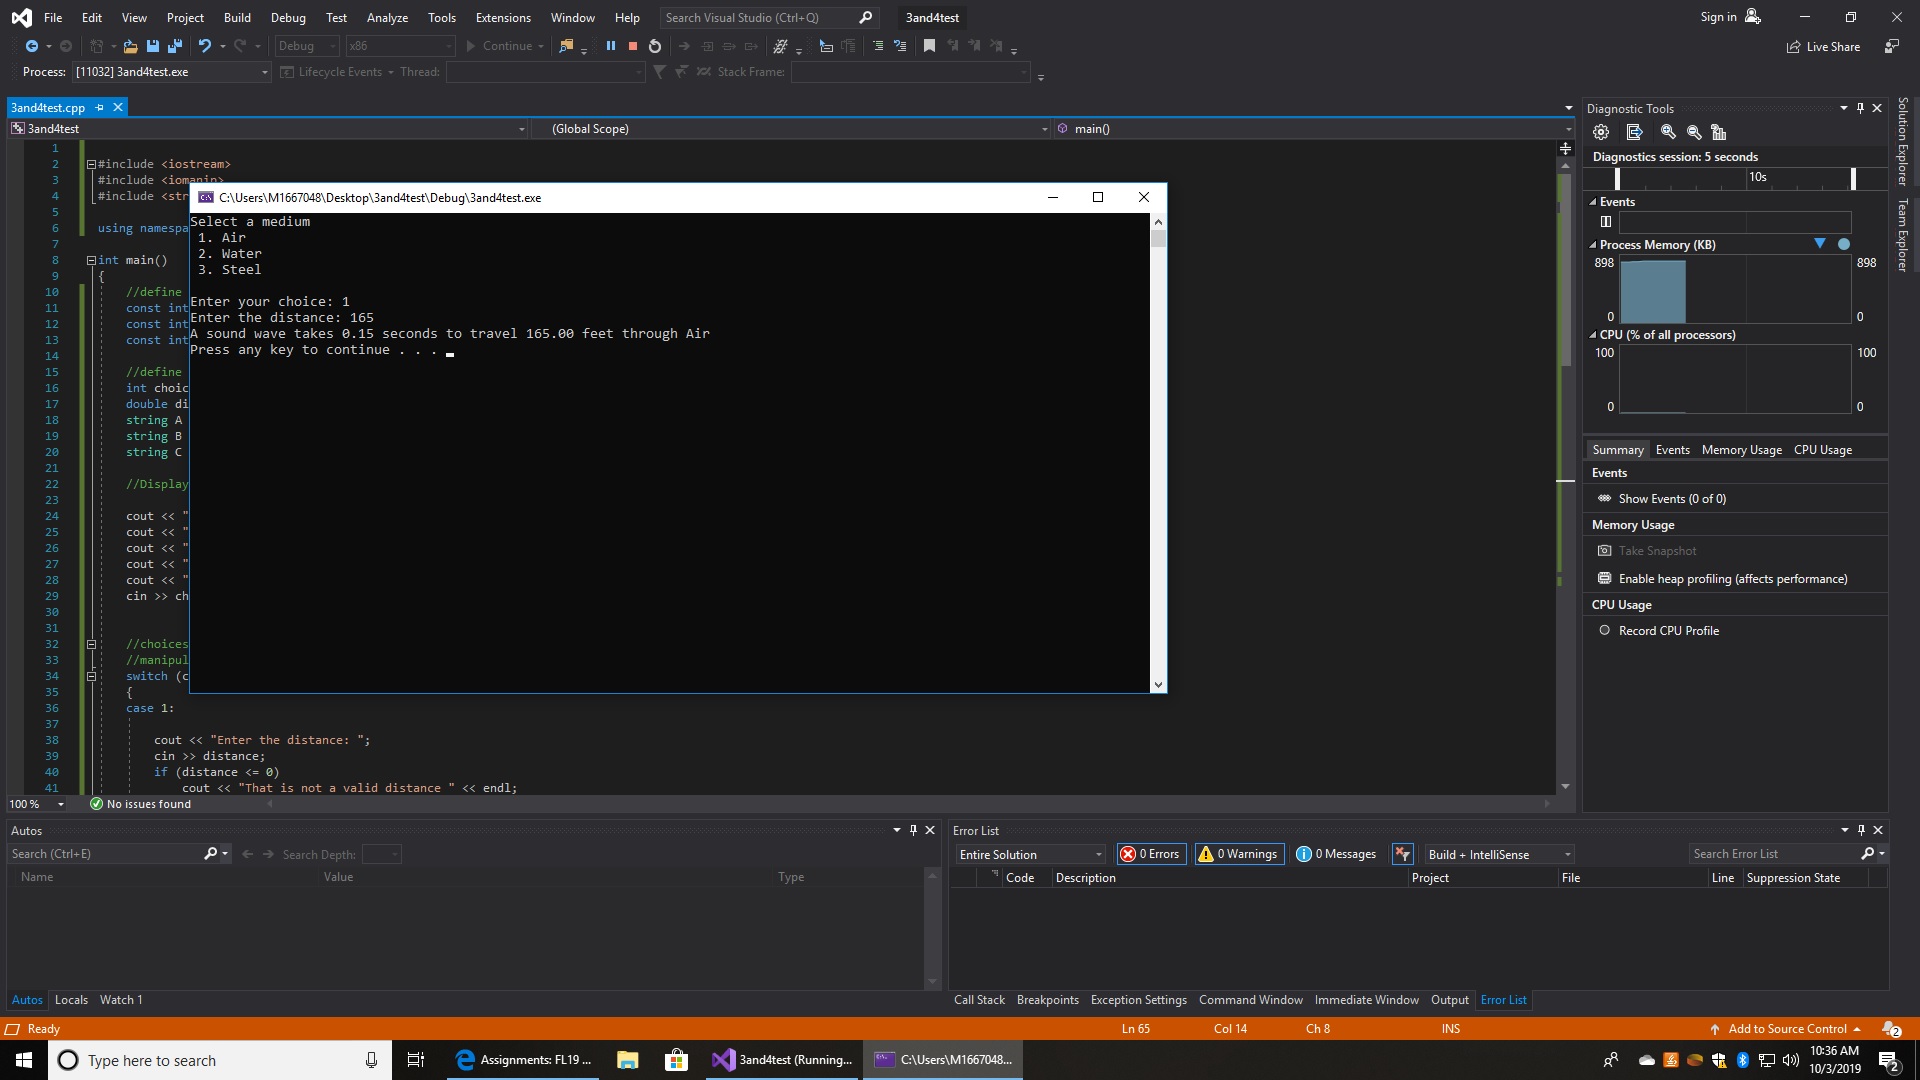 File Edit View Project Build Debug Test Analyze Tools Extensions Window Help Search Visual Studio (Ctrl+Q) 3and4test Sign in
Debug x86 Continue Live Share
Process: [11032] 3and4test.exe Lifecycle Events Thread: Stack Frame:
3and4test.cpp
3and4test (Global Scope) main()
1
2 #include <iostream>
3 #include <iomanip>
4 #include <str
5
6 using namespa
7
8 int main()
9 {
10 //define
11 const int
12 const int
13 const int
14
15 //define
16 int choic
17 double di
18 string A
19 string B
20 string C
21
22 //Display
23
24 cout << "
25 cout << "
26 cout << "
27 cout << "
28 cout << "
29 cin >> ch
30
31
32 //choices
33 //manipul
34 switch (c
35 {
36 case 1:
37
38 cout << "Enter the distance: ";
39 cin >> distance;
40 if (distance <= 0)
41 cout << "That is not a valid distance " << endl;
100 % No issues found
C:\Users\M1667048\Desktop\3and4test\Debug\3and4test.exe
Select a medium
1. Air
2. Water
3. Steel
Enter your choice: 1
Enter the distance: 165
A sound wave takes 0.15 seconds to travel 165.00 feet through Air
Press any key to continue . . .
Diagnostic Tools
Diagnostics session: 5 seconds
10s
Events
Process Memory (KB)
898 898
0 0
CPU (% of all processors)
100 100
0 0
Summary Events Memory Usage CPU Usage
Events
Show Events (0 of 0)
Memory Usage
Take Snapshot
Enable heap profiling (affects performance)
CPU Usage
Record CPU Profile
Solution Explorer
Team Explorer
Autos
Search (Ctrl+E) Search Depth:
Name Value Type
Autos Locals Watch 1
Error List
Entire Solution 0 Errors 0 Warnings 0 Messages Build + IntelliSense Search Error List
Code Description Project File Line Suppression State
Call Stack Breakpoints Exception Settings Command Window Immediate Window Output Error List
Ready Ln 65 Col 14 Ch 8 INS Add to Source Control 2
Type here to search Assignments: FL19 ... 3and4test (Running... C:\Users\M1667048... 10:36 AM
10/3/2019 2